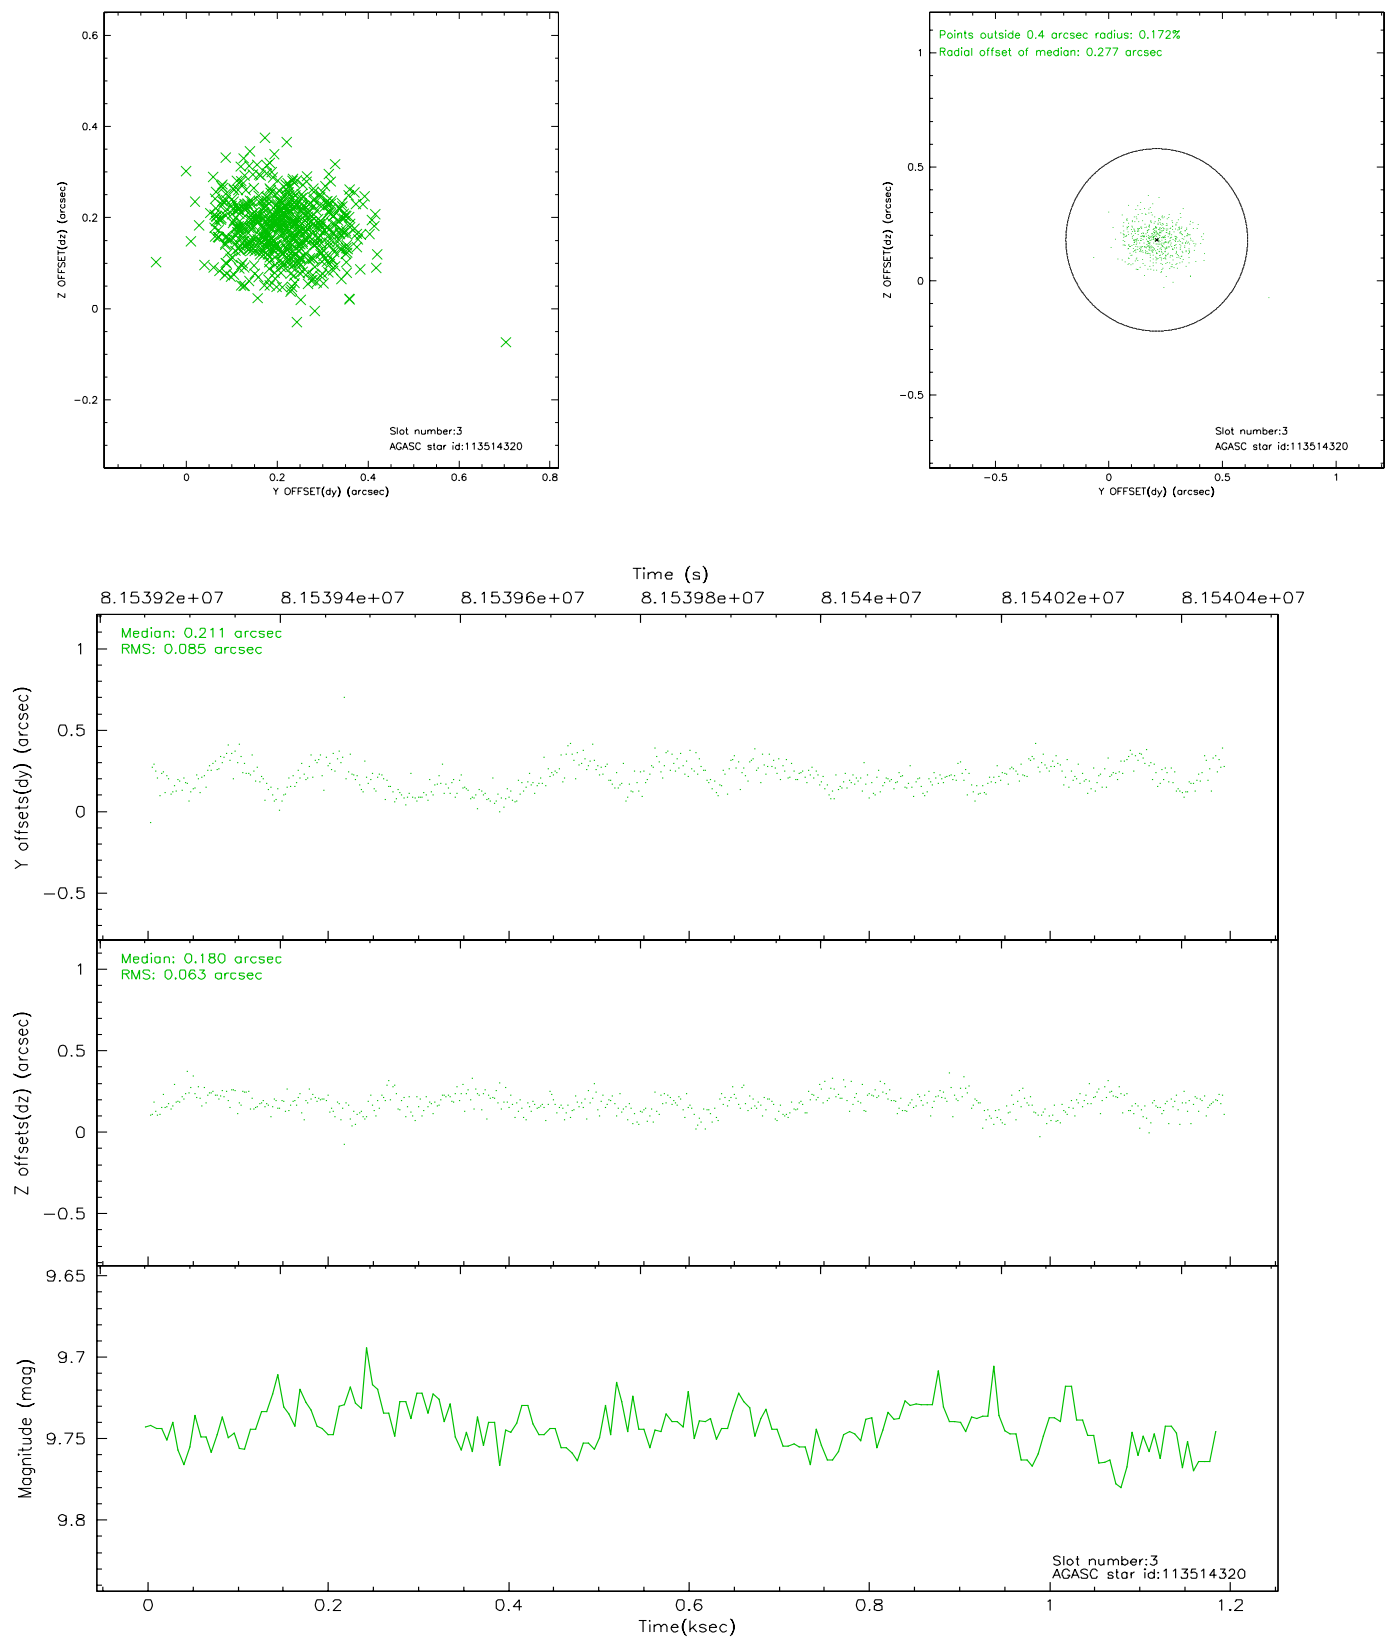 0.6
0.4
0.2
0
−0.2
Z OFFSET(dz) (arcsec)
Slot number:3
AGASC star id:113514320
0 0.2 0.4 0.6 0.8
Y OFFSET(dy) (arcsec)
Points outside 0.4 arcsec radius: 0.172%
Radial offset of median: 0.277 arcsec
1
0.5
0
−0.5
Z OFFSET(dz) (arcsec)
Slot number:3
AGASC star id:113514320
−0.5 0 0.5 1
Y OFFSET(dy) (arcsec)
Time (s)
8.15392e+07 8.15394e+07 8.15396e+07 8.15398e+07 8.154e+07 8.15402e+07 8.15404e+07
Median: 0.211 arcsec
RMS: 0.085 arcsec
1
0.5
0
−0.5
Y offsets(dy) (arcsec)
Median: 0.180 arcsec
RMS: 0.063 arcsec
1
0.5
0
−0.5
Z offsets(dz) (arcsec)
9.65
9.7
9.75
9.8
Magnitude (mag)
Slot number:3
AGASC star id:113514320
0 0.2 0.4 0.6 0.8 1 1.2
Time(ksec)